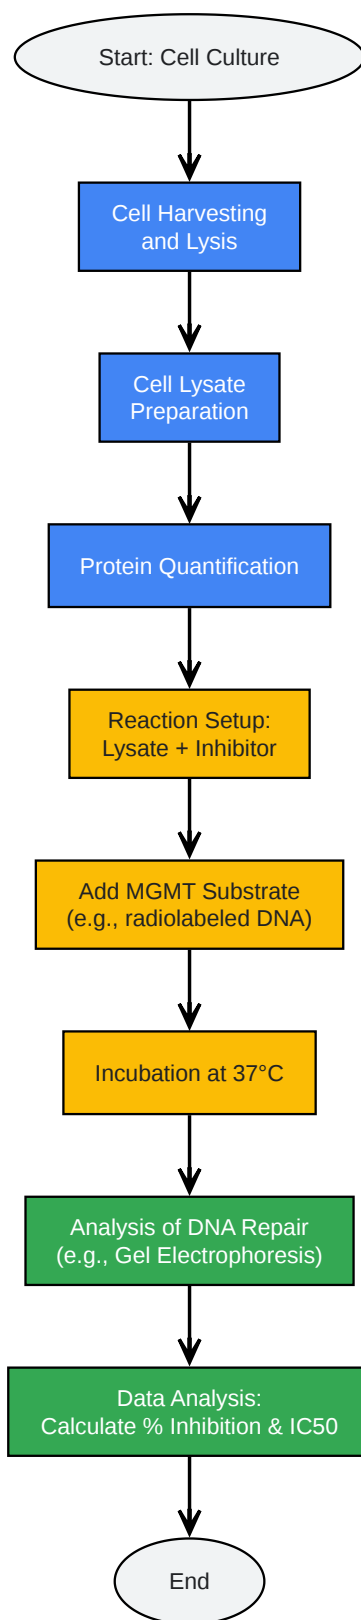 Start: Cell Culture
Cell Harvesting
and Lysis
Cell Lysate
Preparation
Protein Quantification
Reaction Setup:
Lysate + Inhibitor
Add MGMT Substrate
(e.g., radiolabeled DNA)
Incubation at 37°C
Analysis of DNA Repair
(e.g., Gel Electrophoresis)
Data Analysis:
Calculate % Inhibition & IC50
End